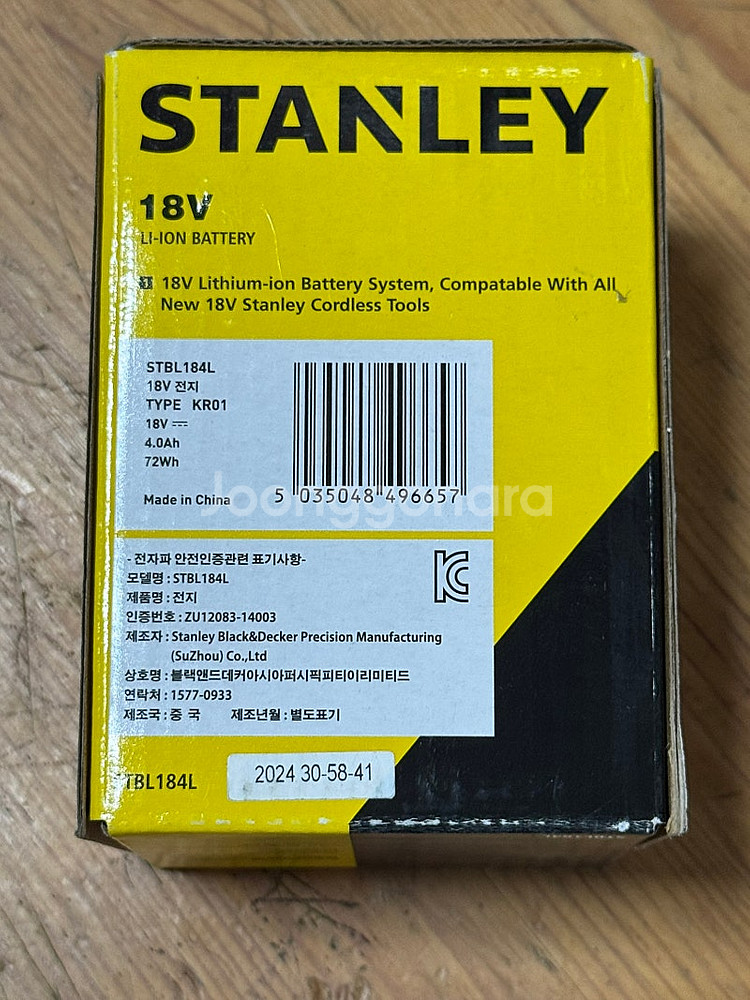 STANLEY
18V
LI-ION BATTERY
18V Lithium-ion Battery System, Compatable With All
New 18V Stanley Cordless Tools
STBL184L
18V 전지
TYPE KR01
18V
4.0Ah
72Wh
Made in China
5 035048 496657
Joonggonara
- 전자파 안전인증관련 표기사항-
모델명 : STBL184L
제품명 : 전지
인증번호 : ZU12083-14003
제조자 : Stanley Black&Decker Precision Manufacturing
(SuZhou) Co.,Ltd
상호명 : 블랙앤드데커아시아퍼시픽피티이리미티드
연락처 : 1577-0933
제조국 : 중 국 제조년월 : 별도표기
STBL184L
2024 30-58-41